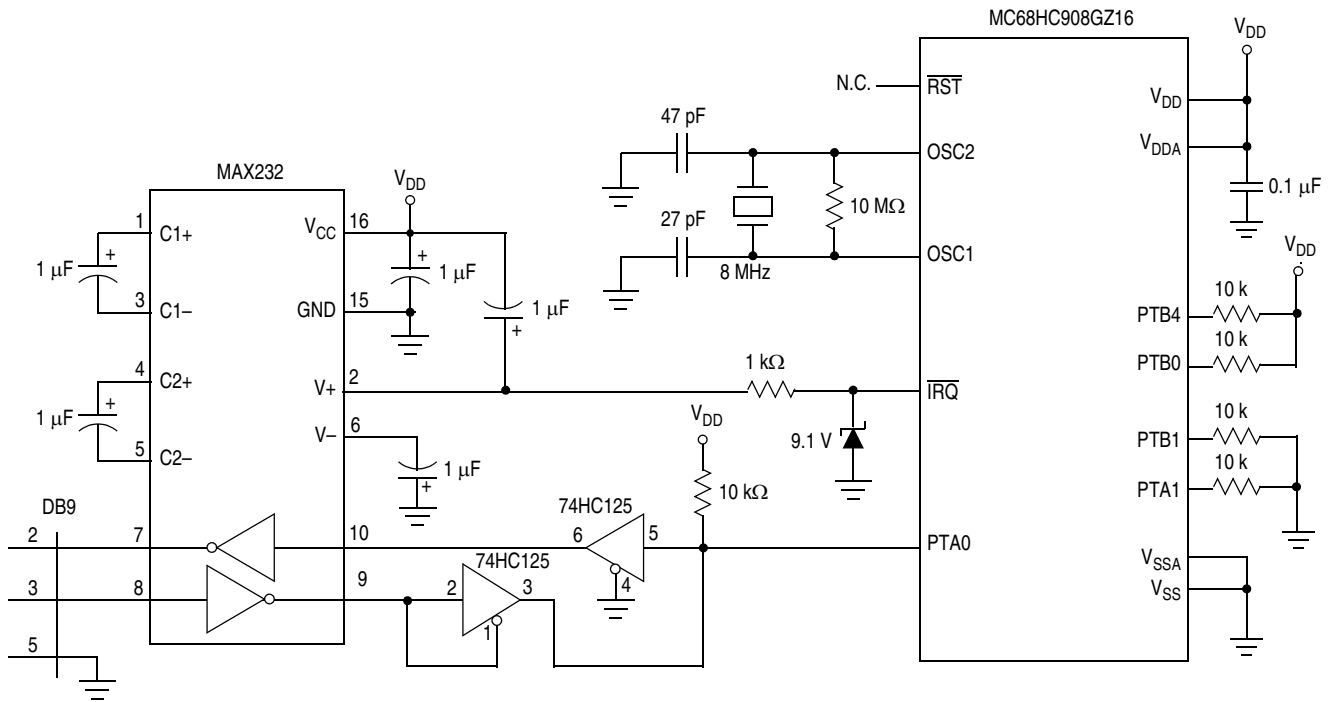 MC68HC908GZ16
VDD
N.C.
RST
VDD
47 pF
OSC2
VDDA
MAX232
VDD
10 MΩ
0.1 μF
1
C1+
VCC
16
27 pF
VDD
1 μF
+
+
1 μF
8 MHz
OSC1
10 k
3
C1–
GND
15
1 μF
+
PTB4
10 k
4
C2+
V+
2
1 kΩ
IRQ
PTB0
1 μF
+
VDD
10 k
V–
6
9.1 V
PTB1
5
C2–
1 μF
+
10 k
10 kΩ
PTA1
DB9
74HC125
2
7
10
6
5
PTA0
4
74HC125
VSSA
3
8
9
2
3
VSS
1
5